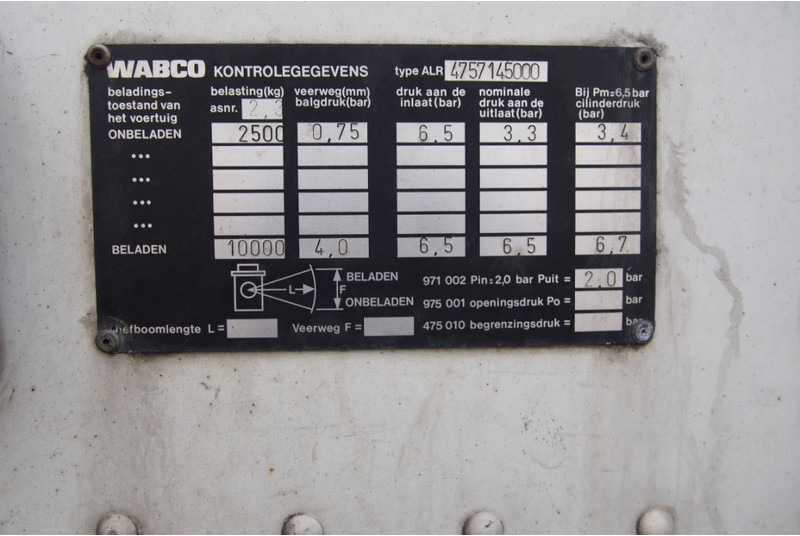 WABCO KONTROLEGEGEVENS type ALR 4757145000
beladings- belasting(kg) veerweg(mm) druk aan de nominale Bij Pm=6,5 bar
toestand van asnr. 2,3 balgdruk(bar) inlaat(bar) druk aan de cilinderdruk
het voertuig uitlaat(bar) (bar)
ONBELADEN 2500 0,75 6,5 3,3 3,4
•••
•••
•••
•••
BELADEN 10000 4,0 6,5 6,5 6,7
BELADEN 971 002 Pin=2,0 bar Puit = 2,0 bar
L F
ONBELADEN 975 001 openingsdruk Po = bar
L = Veerweg F = 475 010 begrenzingsdruk = bar